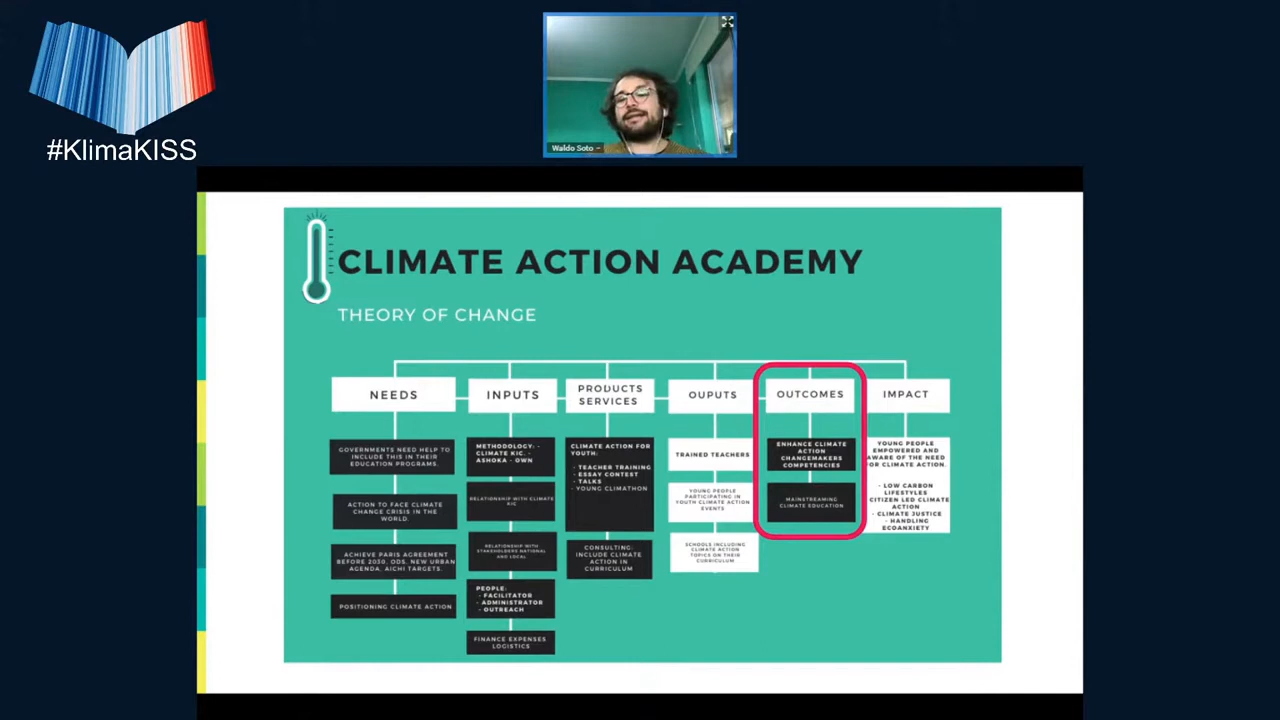 #KlimaKISS
Waldo Soto –
CLIMATE ACTION ACADEMY
THEORY OF CHANGE
NEEDS
GOVERNMENTS NEED HELP TO
INCLUDE THIS IN THEIR
EDUCATION PROGRAMS.
ACTION TO FACE CLIMATE
CHANGE CRISIS IN THE
WORLD.
ACHIEVE PARIS AGREEMENT
BEFORE 2030, ODS, NEW URBAN
AGENDA, AICHI TARGETS.
POSITIONING CLIMATE ACTION
INPUTS
METHODOLOGY: -
CLIMATE KIC. -
ASHOKA - OWN
RELATIONSHIP WITH CLIMATE
KIC
RELATIONSHIP WITH
STAKEHOLDERS NATIONAL
AND LOCAL
PEOPLE:
- FACILITATOR
- ADMINISTRATOR
- OUTREACH
FINANCE EXPENSES
LOGISTICS
PRODUCTS
SERVICES
CLIMATE ACTION FOR
YOUTH:
- TEACHER TRAINING
- ESSAY CONTEST
- TALKS
- YOUNG CLIMATHON
CONSULTING:
INCLUDE CLIMATE
ACTION IN
CURRICULUM
OUPUTS
TRAINED TEACHERS
YOUNG PEOPLE
PARTICIPATING IN
YOUTH CLIMATE ACTION
EVENTS
SCHOOLS INCLUDING
CLIMATE ACTION
TOPICS ON THEIR
CURRICULUM
OUTCOMES
ENHANCE CLIMATE
ACTION
CHANGEMAKERS
COMPETENCIES
MAINSTREAMING
CLIMATE EDUCATION
IMPACT
YOUNG PEOPLE
EMPOWERED AND
AWARE OF THE NEED
FOR CLIMATE ACTION.
- LOW CARBON
LIFESTYLES
CITIZEN LED CLIMATE
ACTION
- CLIMATE JUSTICE
- HANDLING
ECOANXIETY